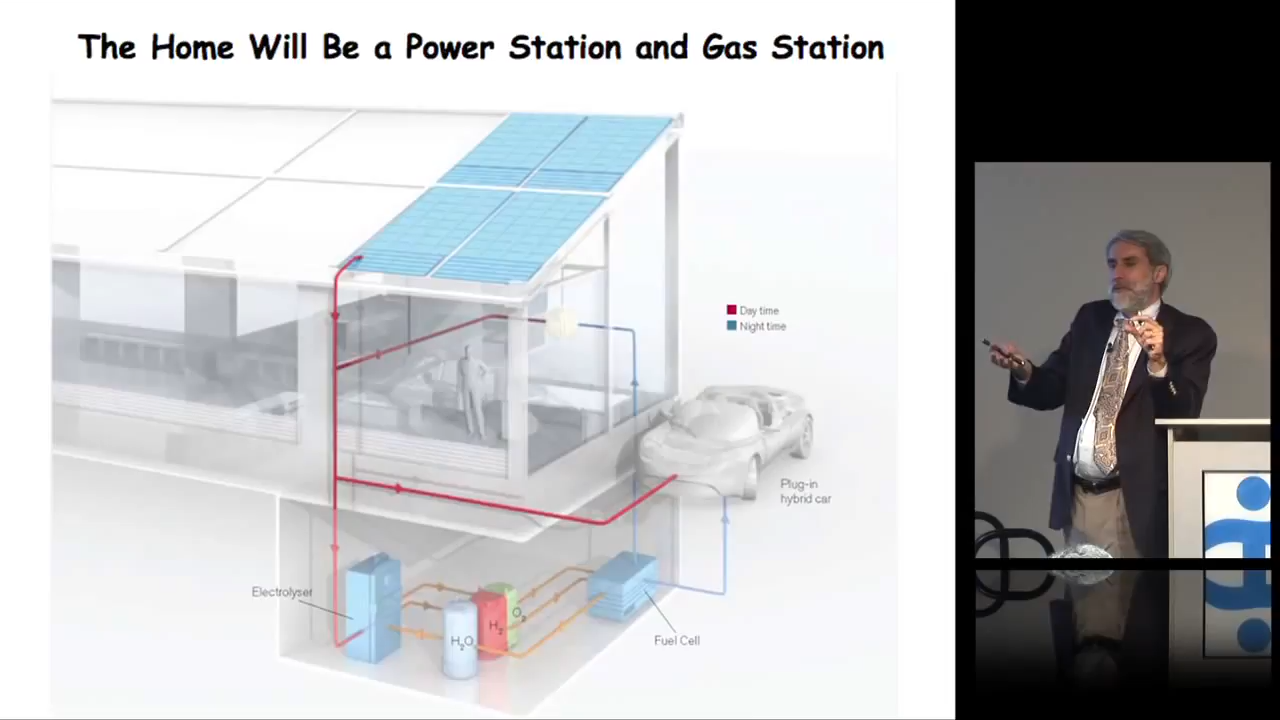 The Home Will Be a Power Station and Gas Station
Day time
Night time
Plug-in
hybrid car
Electrolyser
H₂O
H₂
O₂
Fuel Cell